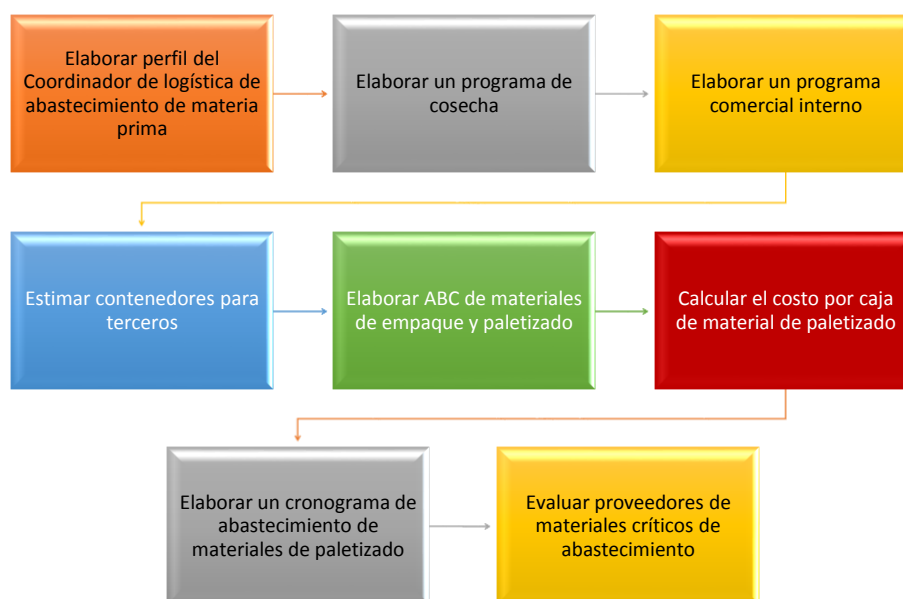 Elaborar perfil del
Coordinador de logística de
abastecimiento de materia
prima
Elaborar un programa de
cosecha
Elaborar un programa
comercial interno
Estimar contenedores para
terceros
Elaborar ABC de materiales
de empaque y paletizado
Calcular el costo por caja
de material de paletizado
Elaborar un cronograma de
abastecimiento de
materiales de paletizado
Evaluar proveedores de
materiales críticos de
abastecimiento